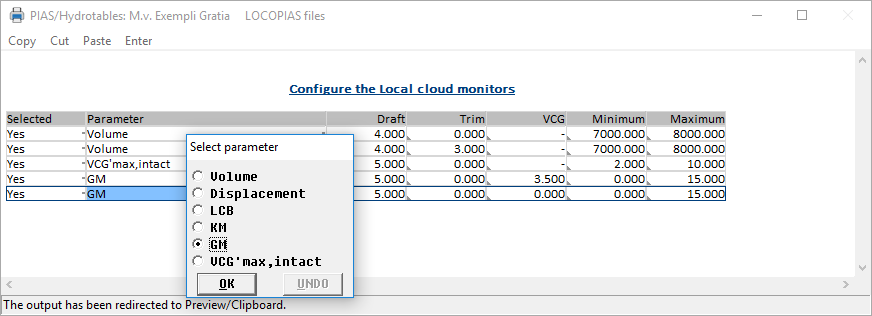 PIAS/Hydrotables: M.v. Exempli Gratia LOCOPIAS files
Copy Cut Paste Enter
Configure the Local cloud monitors
Selected Parameter Draft Trim VCG Minimum Maximum
Yes Volume 4.000 0.000 - 7000.000 8000.000
Yes Volume 4.000 3.000 - 7000.000 8000.000
Yes VCG'max,intact 5.000 0.000 - 2.000 10.000
Yes GM 5.000 0.000 3.500 0.000 15.000
Yes GM 5.000 0.000 0.000 0.000 15.000
Select parameter
Volume
Displacement
LCB
KM
GM
VCG'max,intact
OK UNDO
The output has been redirected to Preview/Clipboard.